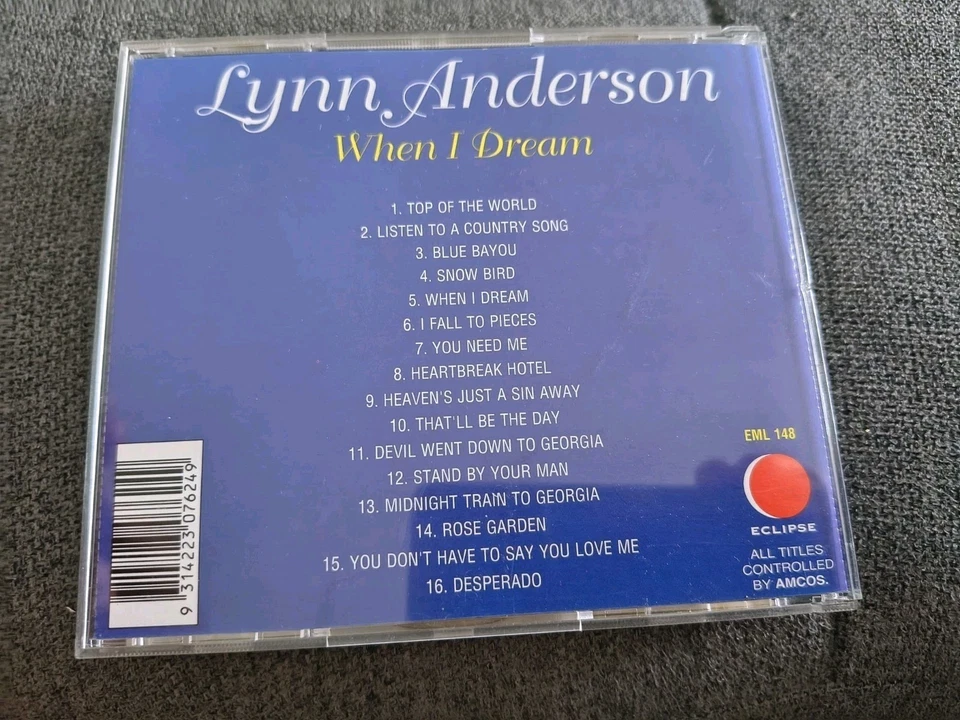 Lynn Anderson
When I Dream
1. TOP OF THE WORLD
2. LISTEN TO A COUNTRY SONG
3. BLUE BAYOU
4. SNOW BIRD
5. WHEN I DREAM
6. I FALL TO PIECES
7. YOU NEED ME
8. HEARTBREAK HOTEL
9. HEAVEN'S JUST A SIN AWAY
10. THAT'LL BE THE DAY
11. DEVIL WENT DOWN TO GEORGIA
12. STAND BY YOUR MAN
13. MIDNIGHT TRAIN TO GEORGIA
14. ROSE GARDEN
15. YOU DON'T HAVE TO SAY YOU LOVE ME
16. DESPERADO
9 314223 076249
EML 148
ECLIPSE
ALL TITLES
CONTROLLED
BY AMCOS.